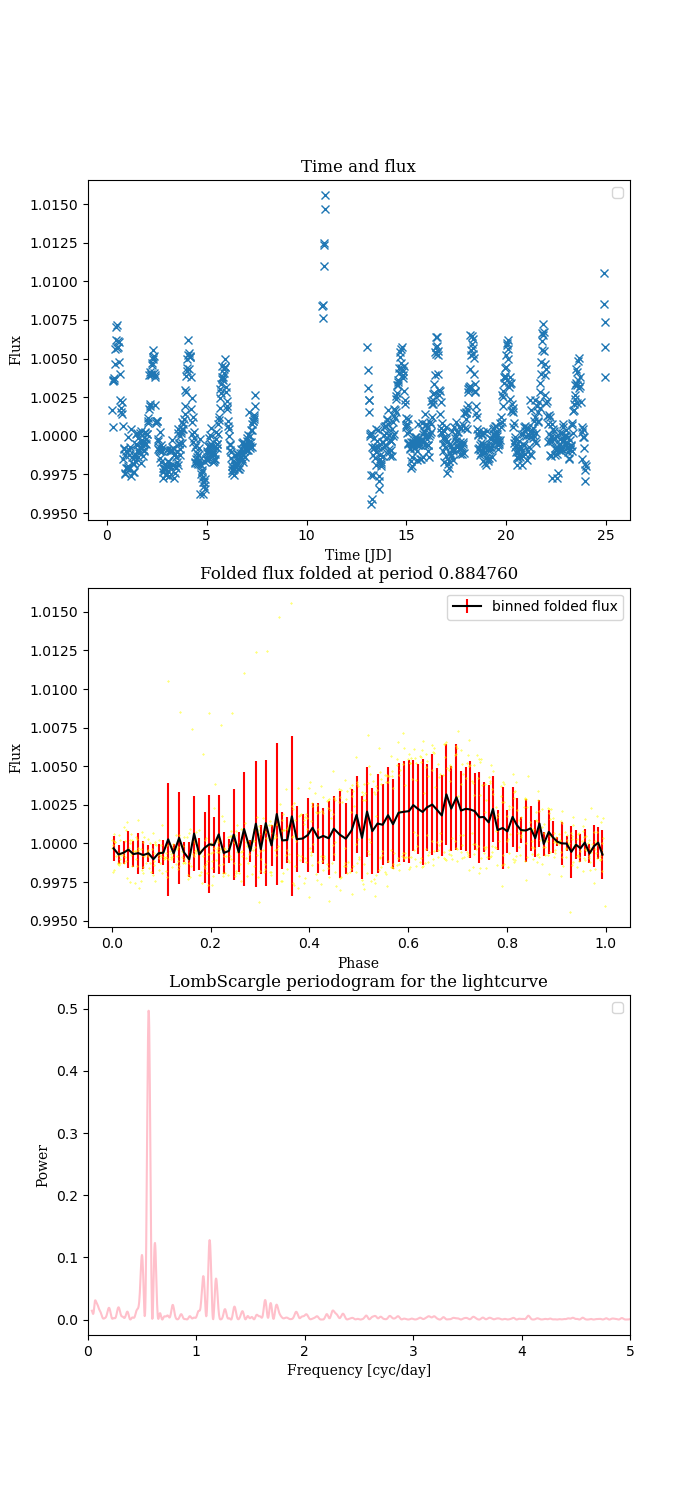 Time and flux
1.0150
1.0125
1.0100
1.0075
1.0050
1.0025
1.0000
0.9975
0.9950
Flux
0 5 10 15 20 25
Time [JD]
Folded flux folded at period 0.884760
binned folded flux
1.0150
1.0125
1.0100
1.0075
1.0050
1.0025
1.0000
0.9975
0.9950
Flux
0.0 0.2 0.4 0.6 0.8 1.0
Phase
LombScargle periodogram for the lightcurve
0.5
0.4
0.3
0.2
0.1
0.0
Power
0 1 2 3 4 5
Frequency [cyc/day]